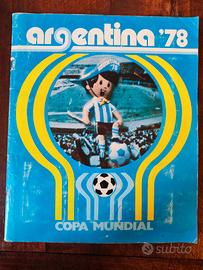 argentina '78
COPA MUNDIAL
subito